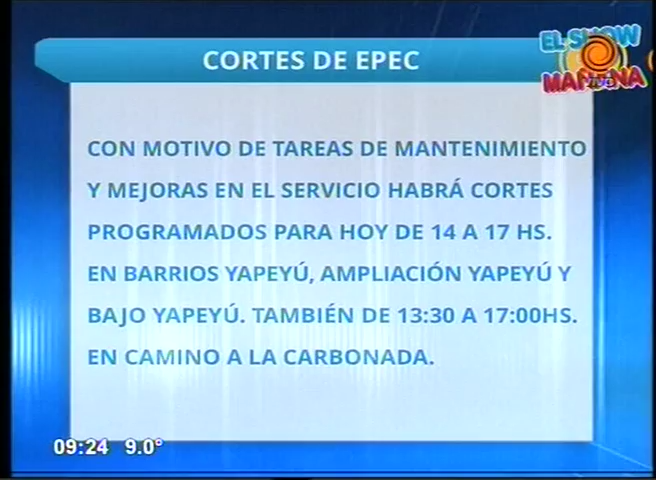 CORTES DE EPEC
EL SHOW
MAÑANA
CON MOTIVO DE TAREAS DE MANTENIMIENTO
Y MEJORAS EN EL SERVICIO HABRÁ CORTES
PROGRAMADOS PARA HOY DE 14 A 17 HS.
EN BARRIOS YAPEYÚ, AMPLIACIÓN YAPEYÚ Y
BAJO YAPEYÚ. TAMBIÉN DE 13:30 A 17:00HS.
EN CAMINO A LA CARBONADA.
09:24 9.0°